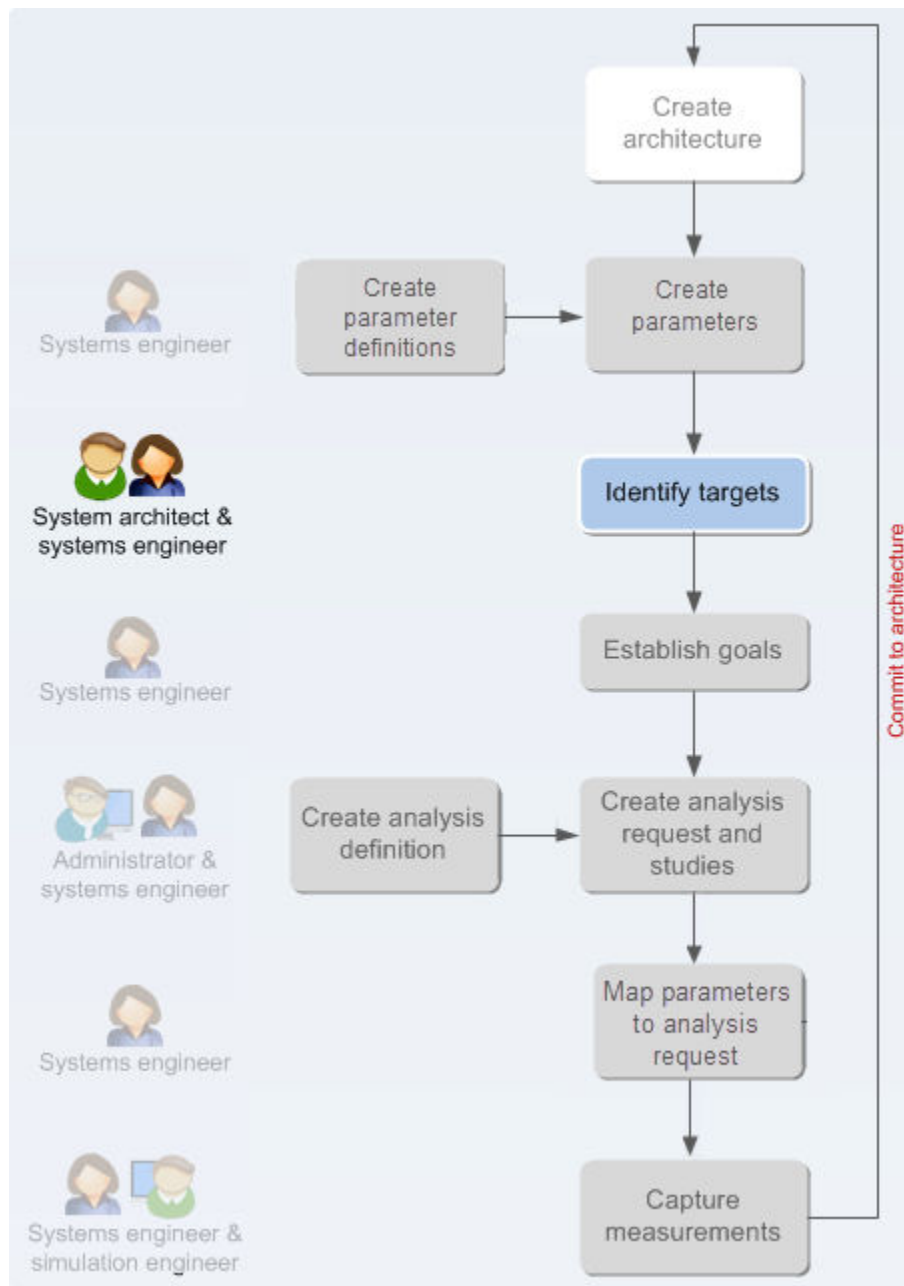 Create
architecture
Systems engineer
Create
parameter
definitions
Create
parameters
System architect &
systems engineer
Identify targets
Systems engineer
Establish goals
Commit to architecture
Administrator &
systems engineer
Create analysis
definition
Create analysis
request and
studies
Systems engineer
Map parameters
to analysis
request
Systems engineer &
simulation engineer
Capture
measurements